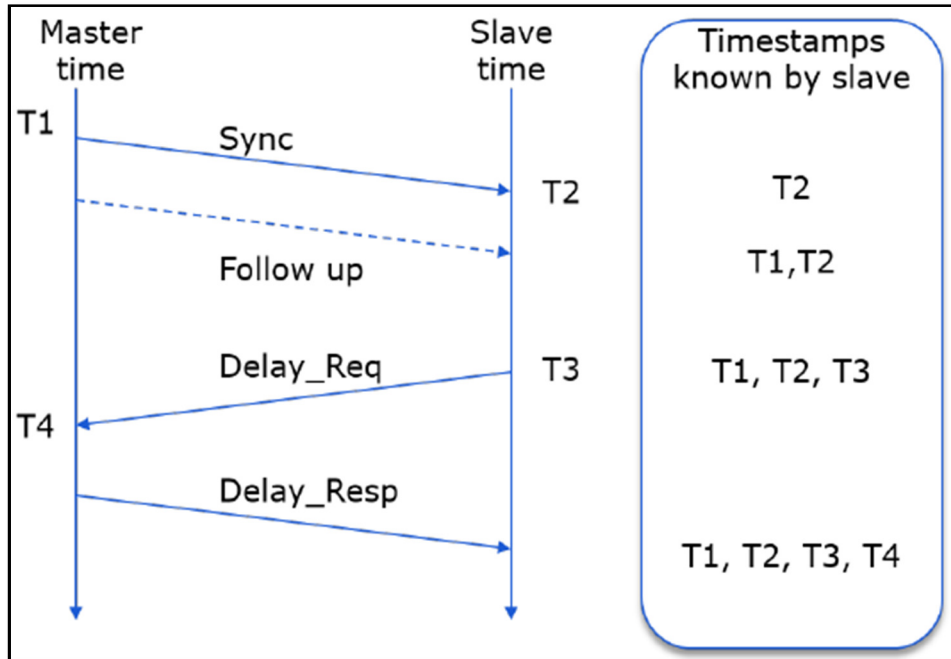 Master
time
Slave
time
Timestamps
known by slave
T1
Sync
T2
T2
Follow up
T1,T2
Delay_Req
T3
T1, T2, T3
T4
Delay_Resp
T1, T2, T3, T4